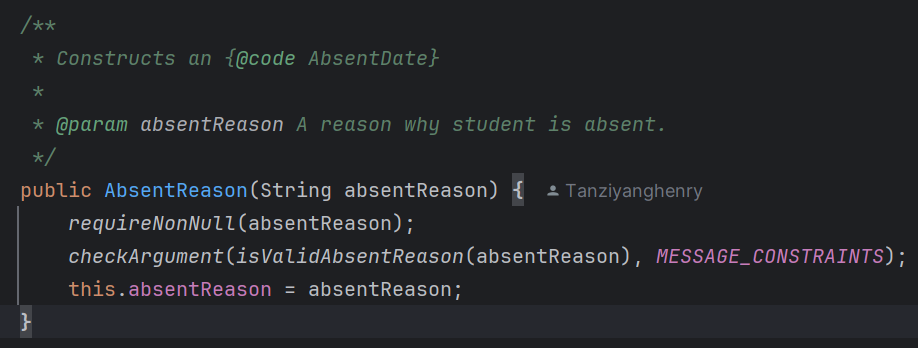 /**
 * Constructs an {@code AbsentDate}
 *
 * @param absentReason A reason why student is absent.
 */
public AbsentReason(String absentReason) { Tanziyanghenry
    requireNonNull(absentReason);
    checkArgument(isValidAbsentReason(absentReason), MESSAGE_CONSTRAINTS);
    this.absentReason = absentReason;
}